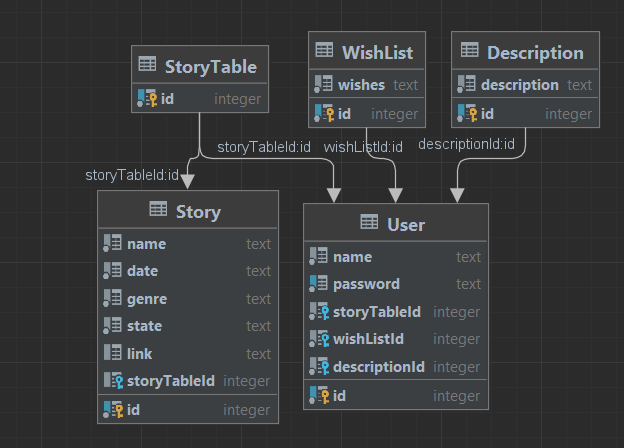 StoryTable
id integer
WishList
wishes text
id integer
Description
description text
id integer
storyTableId:id
storyTableId:id
wishListId:id
descriptionId:id
Story
name text
date text
genre text
state text
link text
storyTableId integer
id integer
User
name text
password text
storyTableId integer
wishListId integer
descriptionId integer
id integer